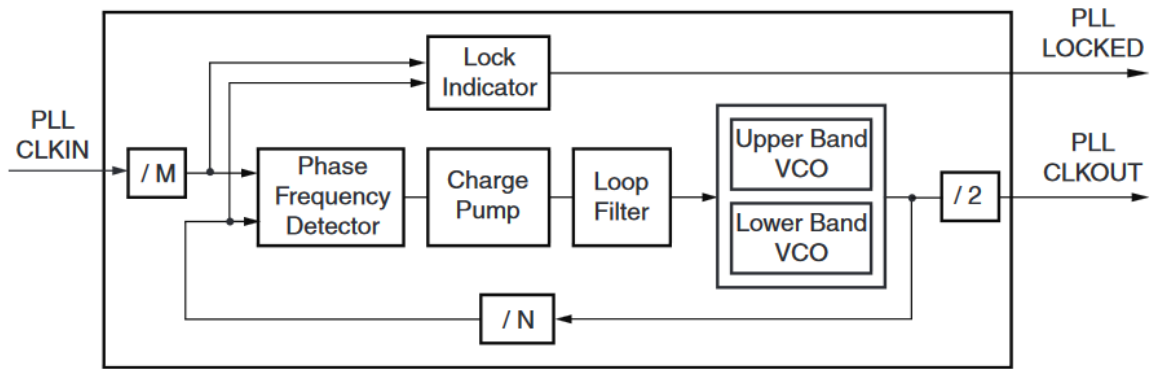 PLL
LOCKED
Lock
Indicator
PLL
CLKIN
/ M
Phase
Frequency
Detector
Charge
Pump
Loop
Filter
Upper Band
VCO
Lower Band
VCO
/ 2
PLL
CLKOUT
/ N